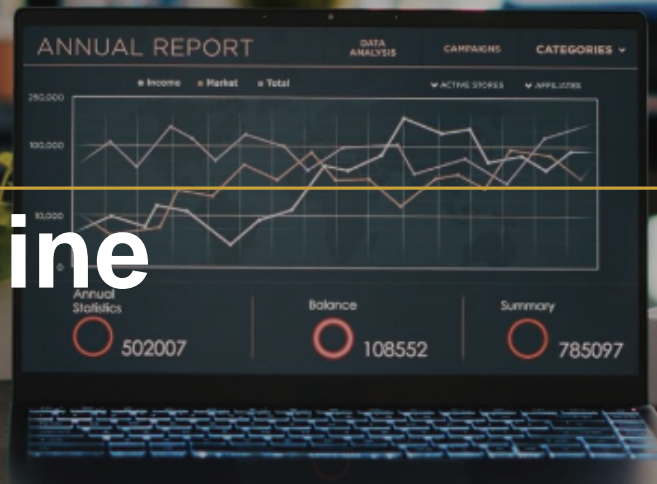 ANNUAL REPORT
DATA
ANALYSIS
CAMPAIGNS
CATEGORIES
Income Market Total
ACTIVE STORES AFFILIATES
250,000
100,000
10,000
0
ine
Annual
Statistics
502007
Balance
108552
Summary
785097